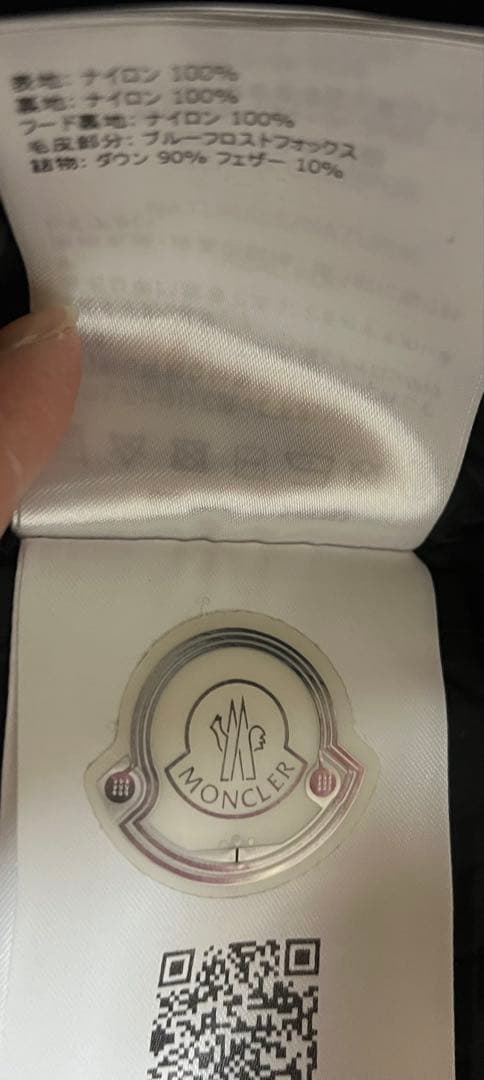 表地: ナイロン 100%
裏地: ナイロン 100%
フード裏地: ナイロン 100%
毛皮部分: ブルーフロストフォックス
詰物: ダウン 90% フェザー 10%
MONCLER